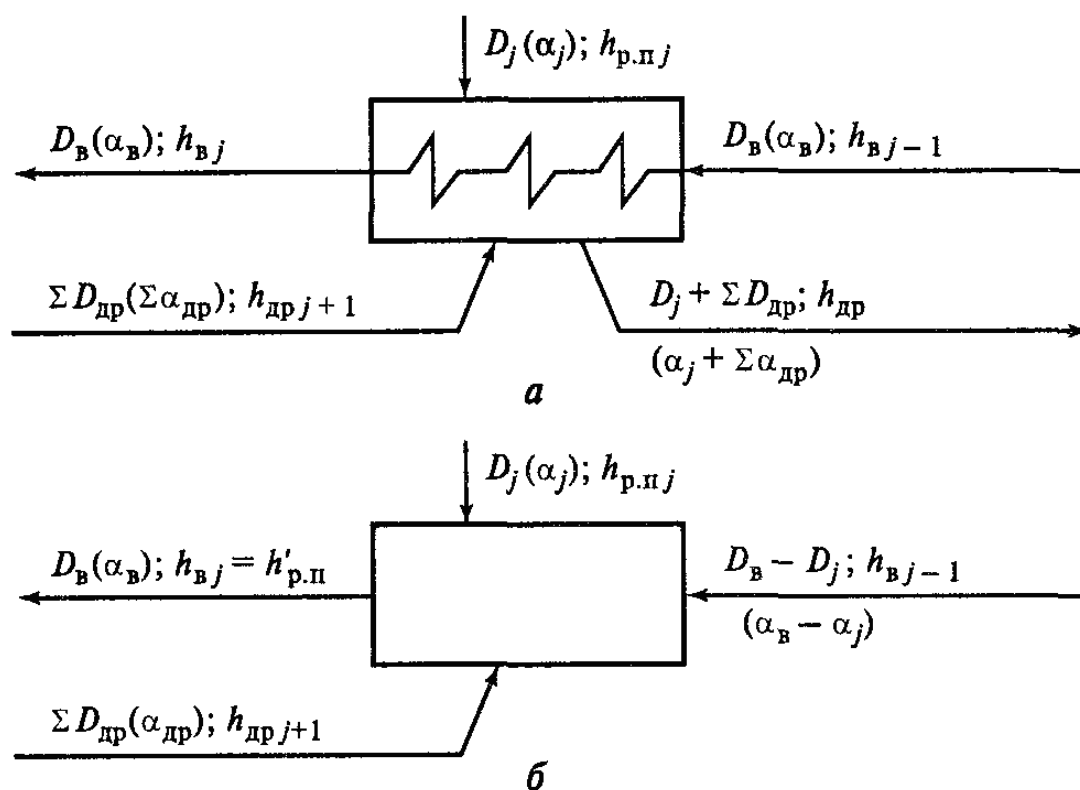 D_j(α_j); h_р.п j
D_в(α_в); h_в j
D_в(α_в); h_в j − 1
ΣD_др(Σα_др); h_др j + 1
D_j + ΣD_др; h_др
(α_j + Σα_др)
а
D_j(α_j); h_р.п j
D_в(α_в); h_в j = h′_р.п
D_в − D_j; h_в j − 1
(α_в − α_j)
ΣD_др(α_др); h_др j+1
б